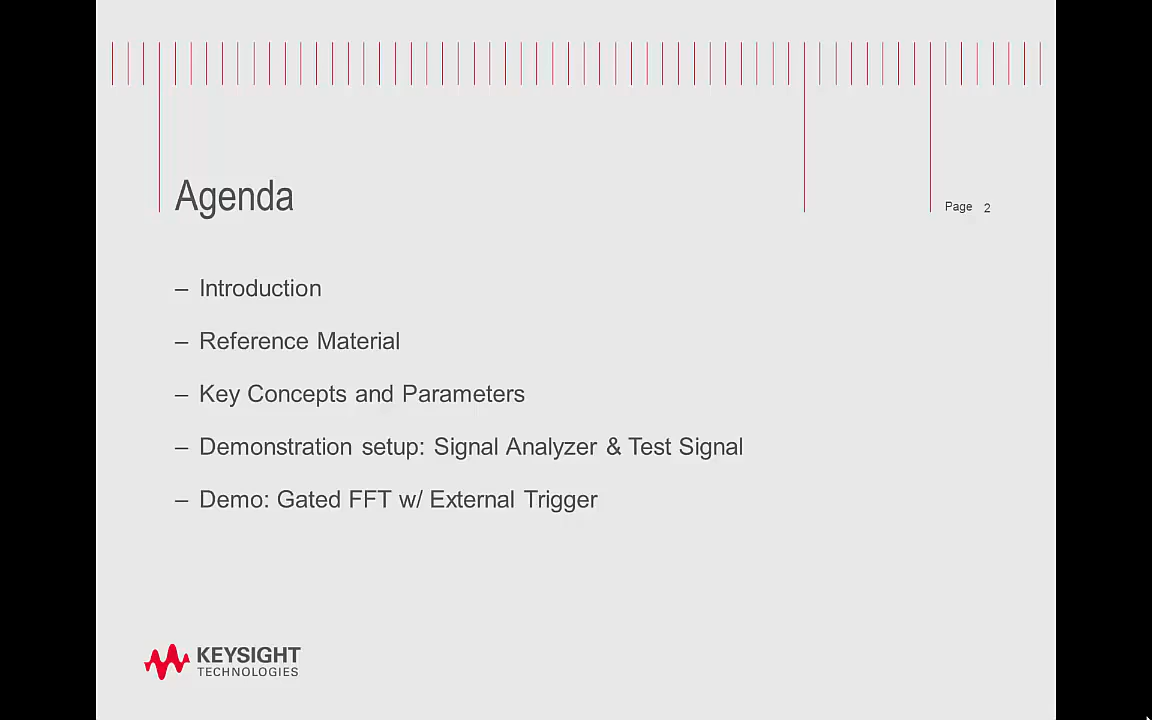 Agenda
Page 2
– Introduction
– Reference Material
– Key Concepts and Parameters
– Demonstration setup: Signal Analyzer & Test Signal
– Demo: Gated FFT w/ External Trigger
KEYSIGHT
TECHNOLOGIES